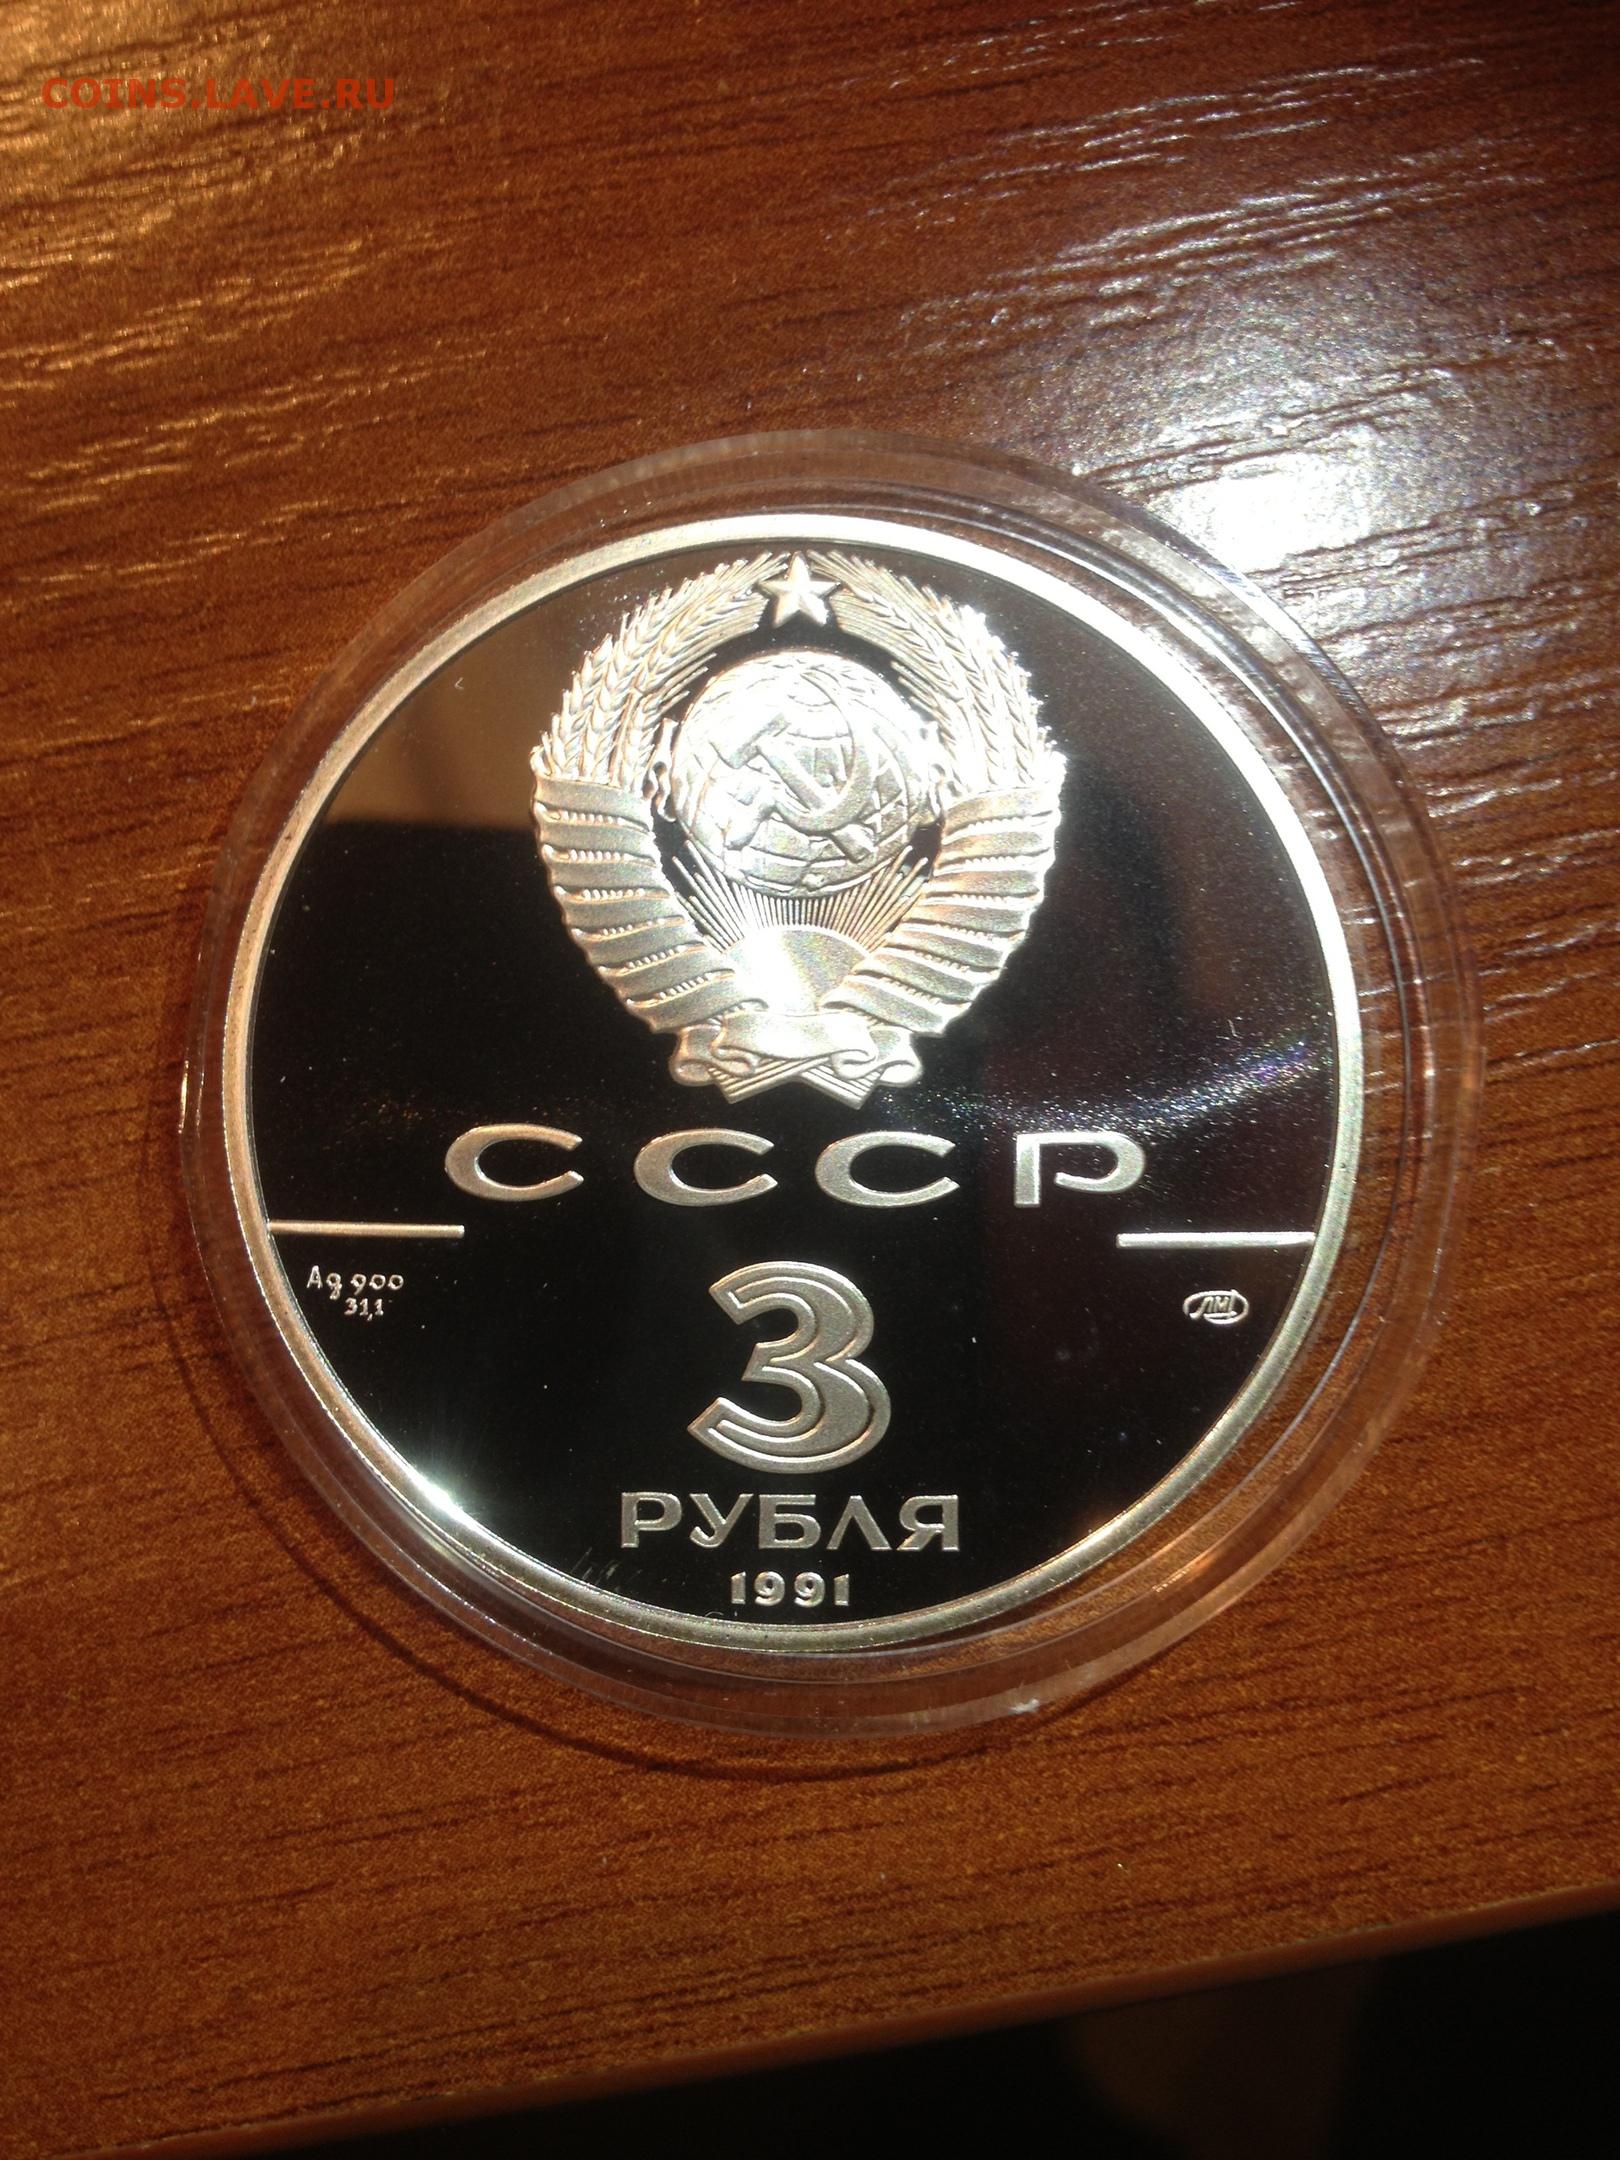 COINS.LAVE.RU
СССР
Ag 900
31,1
ЛМД
3
РУБЛЯ
1991